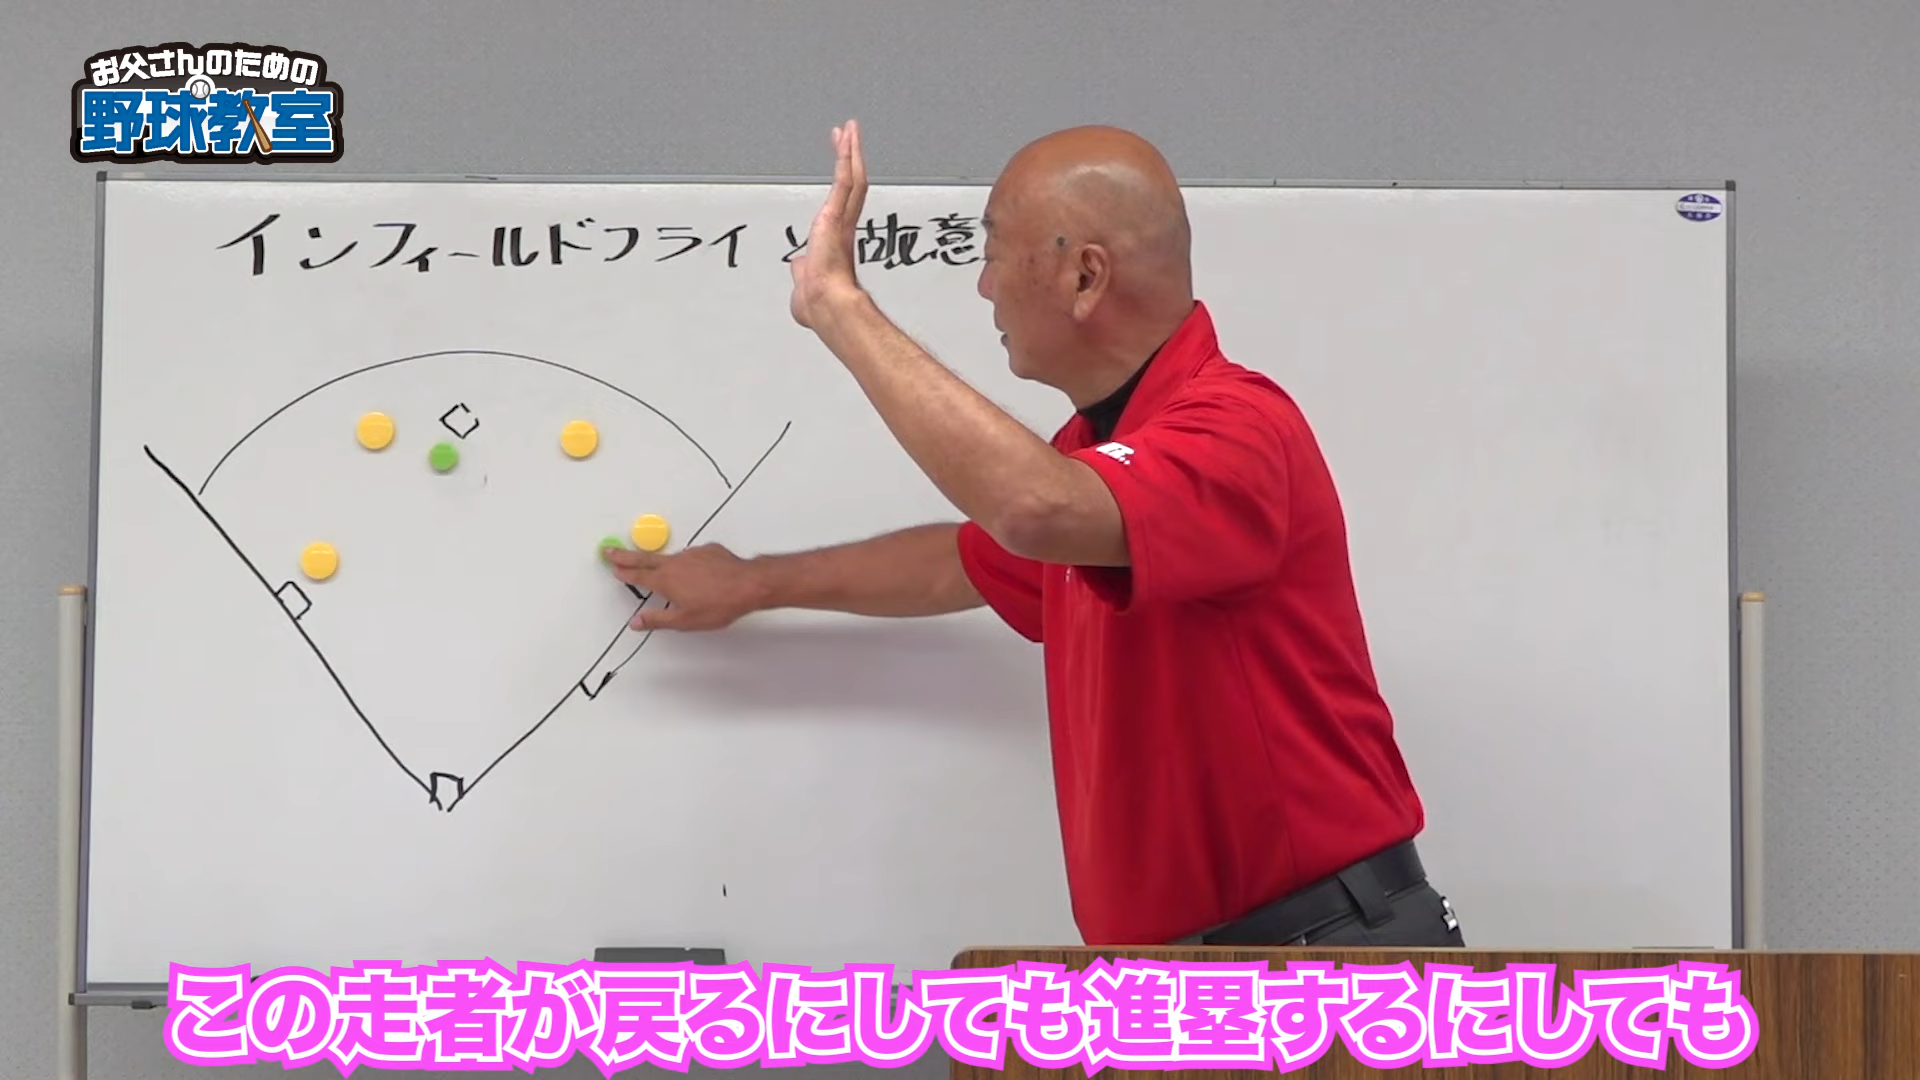 お父さんのための
野球教室
インフィールドフライと故意
この走者が戻るにしても進塁するにしても